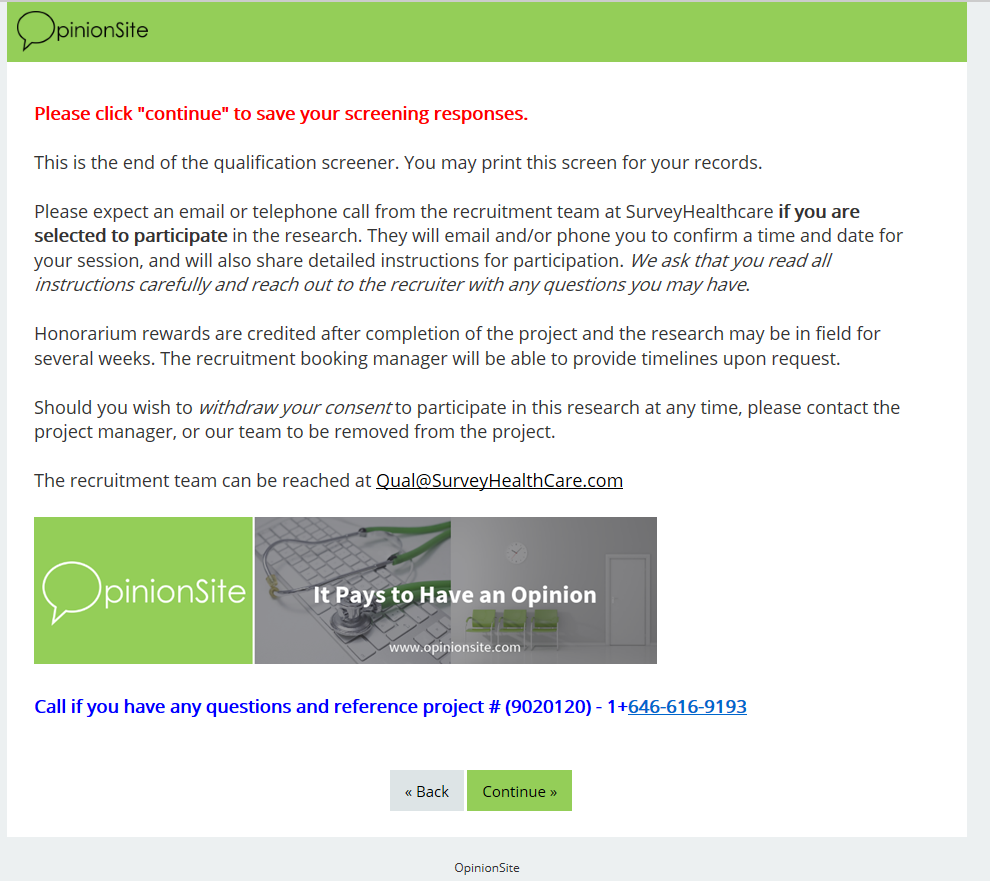 OpinionSite
Please click "continue" to save your screening responses.
This is the end of the qualification screener. You may print this screen for your records.
Please expect an email or telephone call from the recruitment team at SurveyHealthcare if you are
selected to participate in the research. They will email and/or phone you to confirm a time and date for
your session, and will also share detailed instructions for participation. We ask that you read all
instructions carefully and reach out to the recruiter with any questions you may have.
Honorarium rewards are credited after completion of the project and the research may be in field for
several weeks. The recruitment booking manager will be able to provide timelines upon request.
Should you wish to withdraw your consent to participate in this research at any time, please contact the
project manager, or our team to be removed from the project.
The recruitment team can be reached at Qual@SurveyHealthCare.com
OpinionSite
It Pays to Have an Opinion
www.opinionsite.com
Call if you have any questions and reference project # (9020120) - 1+646-616-9193
« Back
Continue »
OpinionSite